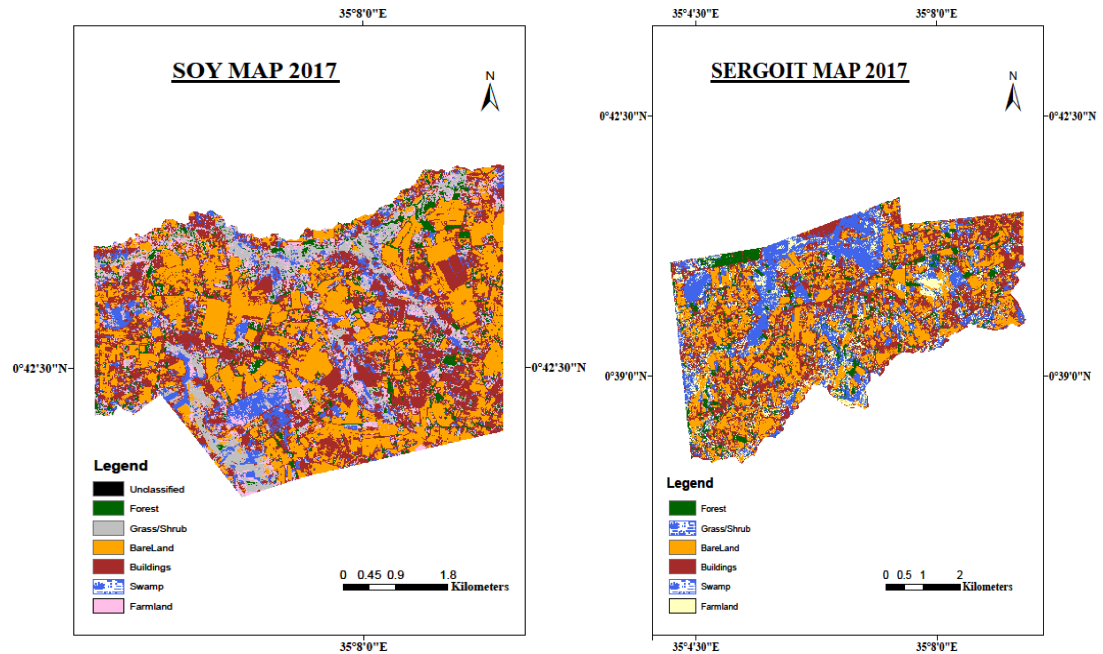 35°8'0"E
SOY MAP 2017
N
0°42'30"N
0°42'30"N
Legend
Unclassified
Forest
Grass/Shrub
BareLand
Buildings
Swamp
Farmland
0 0.45 0.9 1.8
Kilometers
35°8'0"E
35°4'30"E 35°8'0"E
SERGOIT MAP 2017
N
0°42'30"N
0°42'30"N
0°39'0"N
0°39'0"N
Legend
Forest
Grass/Shrub
BareLand
Buildings
Swamp
Farmland
0 0.5 1 2
Kilometers
35°4'30"E 35°8'0"E